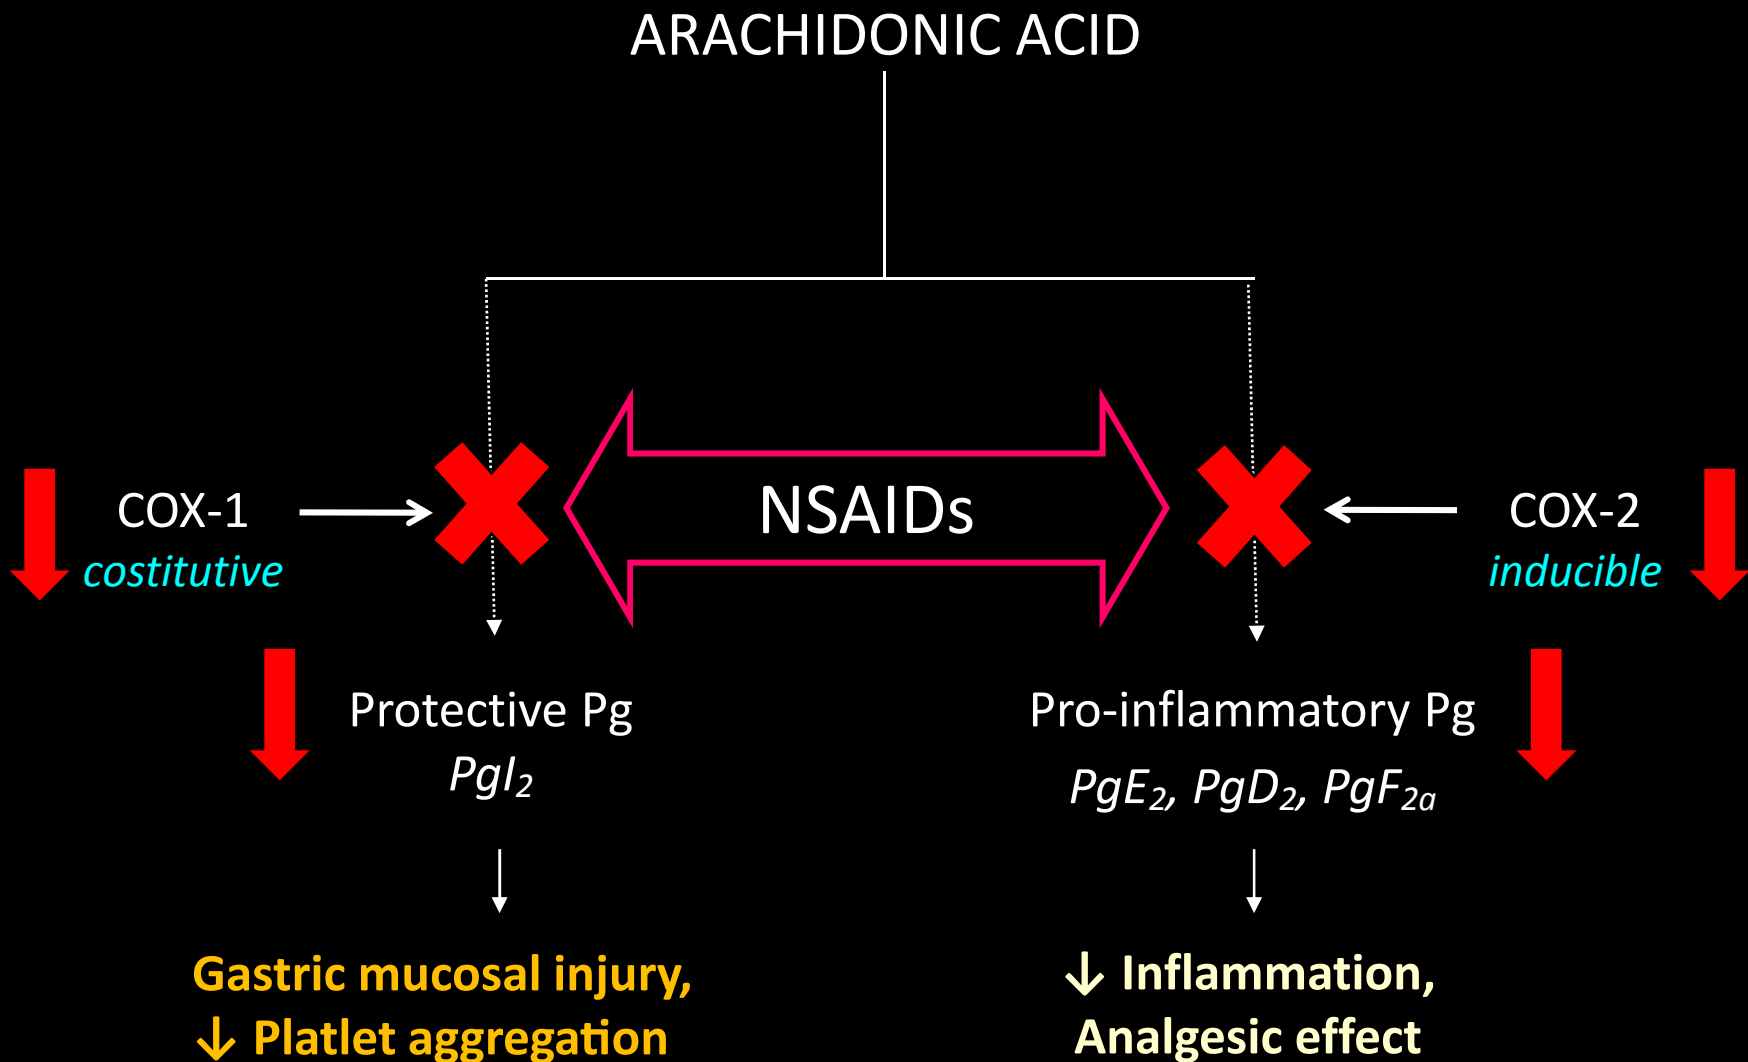 ARACHIDONIC ACID
NSAIDs
COX-1
costitutive
COX-2
inducible
Protective Pg
PgI₂
Pro-inflammatory Pg
PgE₂, PgD₂, PgF₂ₐ
Gastric mucosal injury,
↓ Platlet aggregation
↓ Inflammation,
Analgesic effect